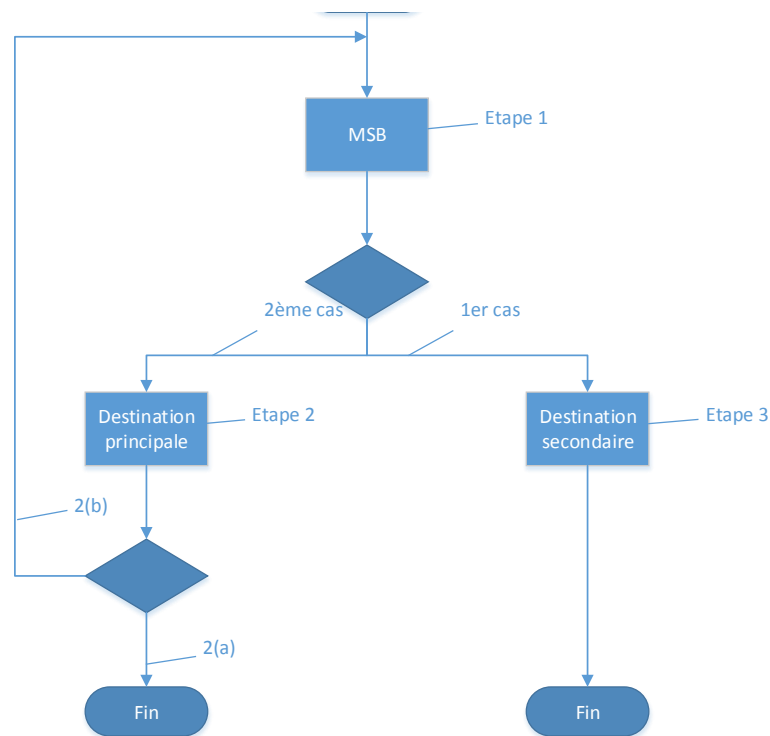 MSB
Etape 1
2ème cas
1er cas
Destination
principale
Etape 2
Destination
secondaire
Etape 3
2(b)
2(a)
Fin
Fin